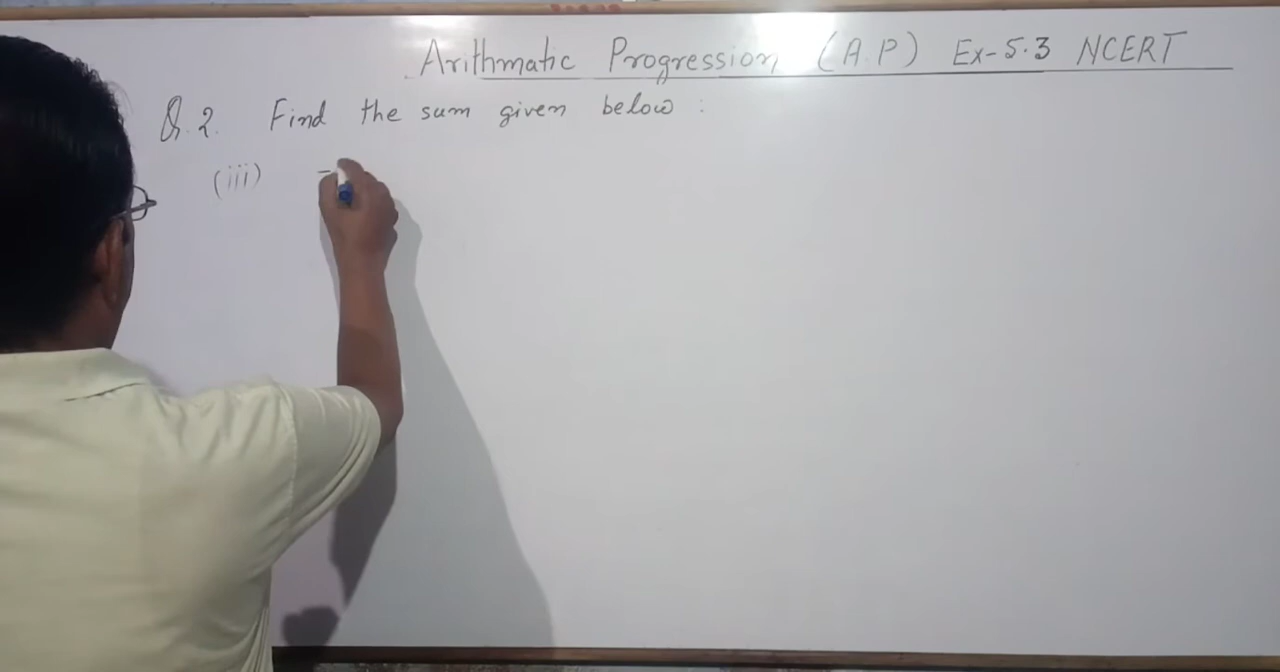 Arithmatic Progression (A.P) Ex-5.3 NCERT
Q.2. Find the sum given below :
(iii) -